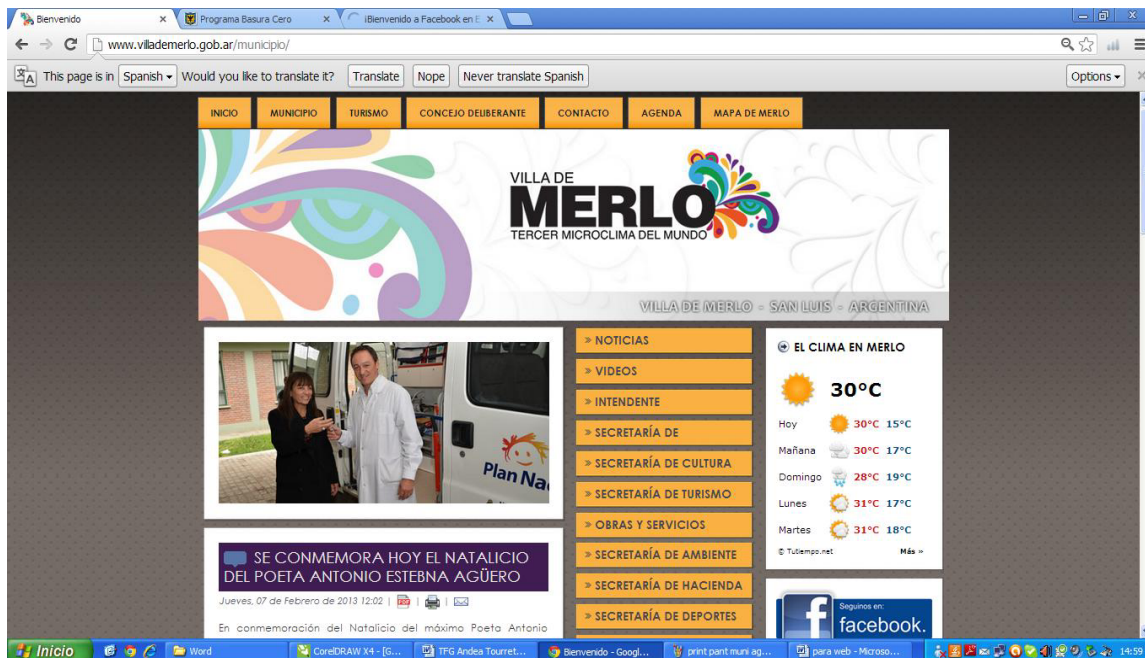 Bienvenido
Programa Basura Cero
¡Bienvenido a Facebook en E
www.villademerlo.gob.ar/municipio/
This page is in Spanish Would you like to translate it? Translate Nope Never translate Spanish Options
INICIO MUNICIPIO TURISMO CONCEJO DELIBERANTE CONTACTO AGENDA MAPA DE MERLO
VILLA DE
MERLO
TERCER MICROCLIMA DEL MUNDO
VILLA DE MERLO - SAN LUIS - ARGENTINA
Plan Na
SE CONMEMORA HOY EL NATALICIO
DEL POETA ANTONIO ESTEBNA AGÜERO
Jueves, 07 de Febrero de 2013 12:02 | PDF | |
En conmemoración del Natalicio del máximo Poeta Antonio
» NOTICIAS
» VIDEOS
» INTENDENTE
» SECRETARÍA DE
» SECRETARÍA DE CULTURA
» SECRETARÍA DE TURISMO
» OBRAS Y SERVICIOS
» SECRETARÍA DE AMBIENTE
» SECRETARÍA DE HACIENDA
» SECRETARÍA DE DEPORTES
EL CLIMA EN MERLO
30°C
Hoy 30°C 15°C
Mañana 30°C 17°C
Domingo 28°C 19°C
Lunes 31°C 17°C
Martes 31°C 18°C
© Tutiempo.net Más »
Seguinos en:
facebook.
Inicio Word CorelDRAW X4 - [G... TFG Andea Tourret... Bienvenido - Googl... print pant muni ag... para web - Microso... 14:59